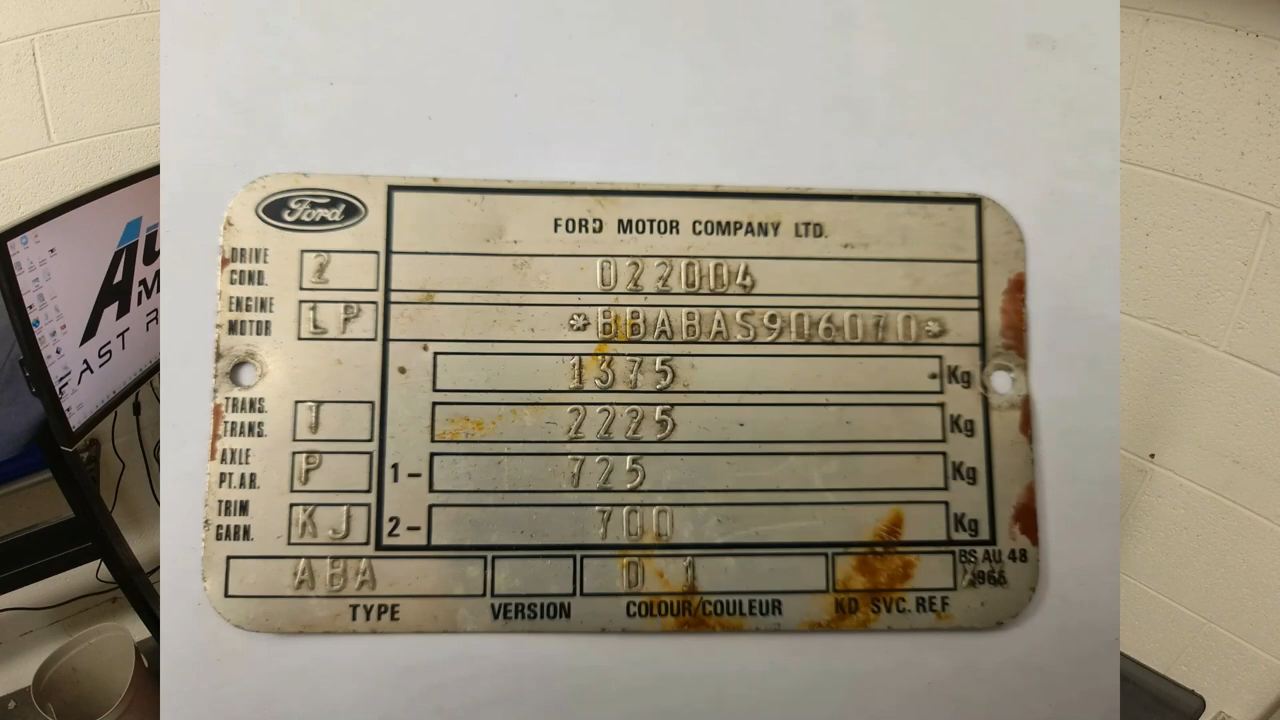 Ford
FORD MOTOR COMPANY LTD.
DRIVE COND. 2 022004
ENGINE MOTOR LP *BBABAS906070*
1375 Kg
TRANS. TRANS. T 2225 Kg
AXLE PT.AR. P 1- 725 Kg
TRIM GARN. KJ 2- 700 Kg
ABA D 1
BS AU 48
1966
TYPE VERSION COLOUR/COULEUR KD SVC. REF
FAST